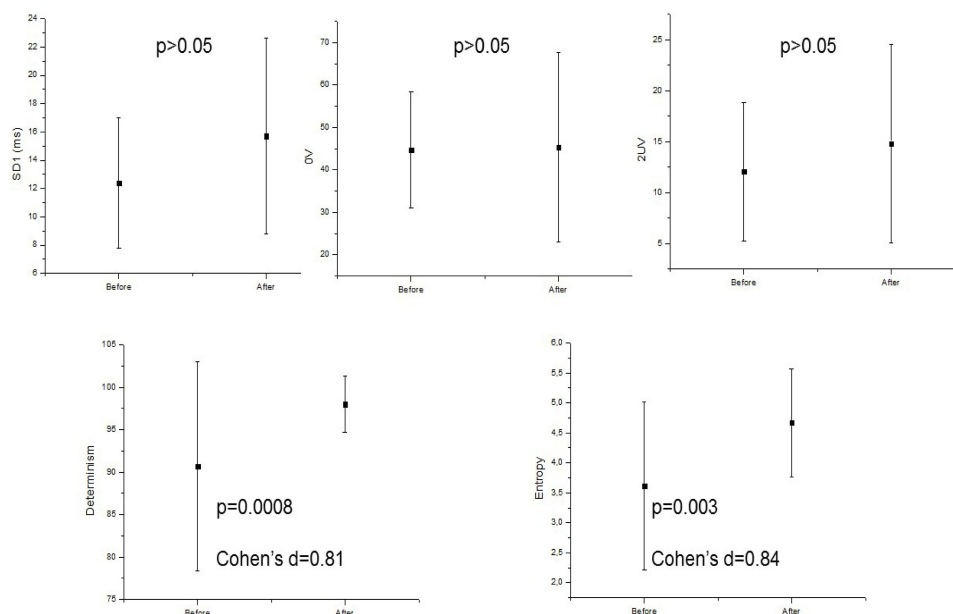 p>0.05
SD1 (ms)
24
22
20
18
16
14
12
10
8
6
Before
After
p>0.05
0V
70
60
50
40
30
20
Before
After
p>0.05
2UV
25
20
15
10
5
Before
After
Determinism
105
100
95
90
85
80
75
p=0.0008
Cohen's d=0.81
Before
After
Entropy
6,0
5,5
5,0
4,5
4,0
3,5
3,0
2,5
2,0
p=0.003
Cohen's d=0.84
Before
After